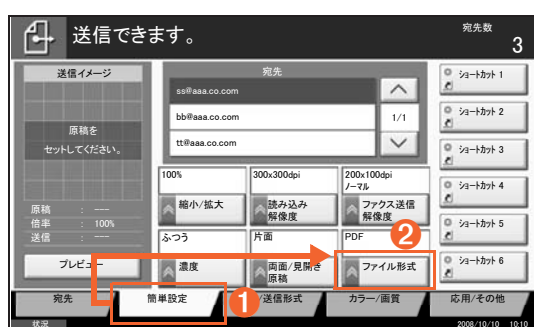 送信できます。
宛先数
3
送信イメージ
原稿を
セットしてください。
原稿 : ---
倍率 : 100%
送信 : ---
プレビュー
宛先
ss@aaa.co.com
bb@aaa.co.com
1/1
tt@aaa.co.com
100%
縮小/拡大
300x300dpi
読み込み
解像度
200x100dpi
ノーマル
ファクス送信
解像度
ふつう
濃度
片面
両面/見開き
原稿
PDF
ファイル形式
2
ショートカット 1
ショートカット 2
ショートカット 3
ショートカット 4
ショートカット 5
ショートカット 6
宛先
簡単設定
1
/送信形式
カラー/画質
応用/その他
状況
2008/10/10 10:10